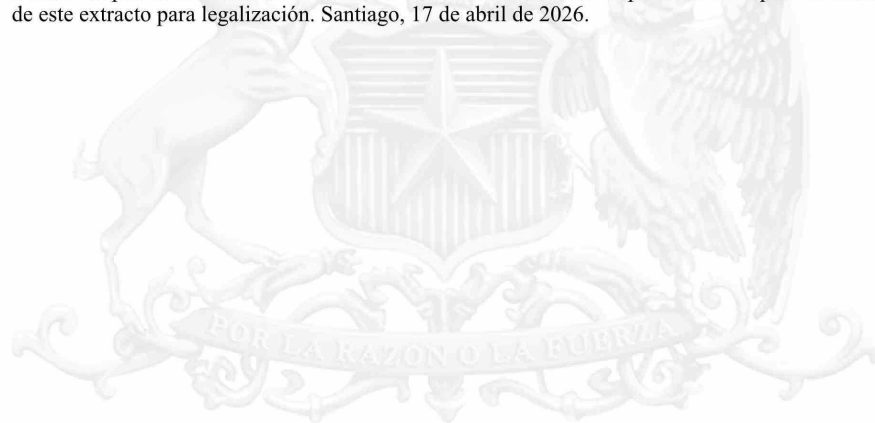 de este extracto para legalización. Santiago, 17 de abril de 2026.
POR LA RAZON O LA FUERZA